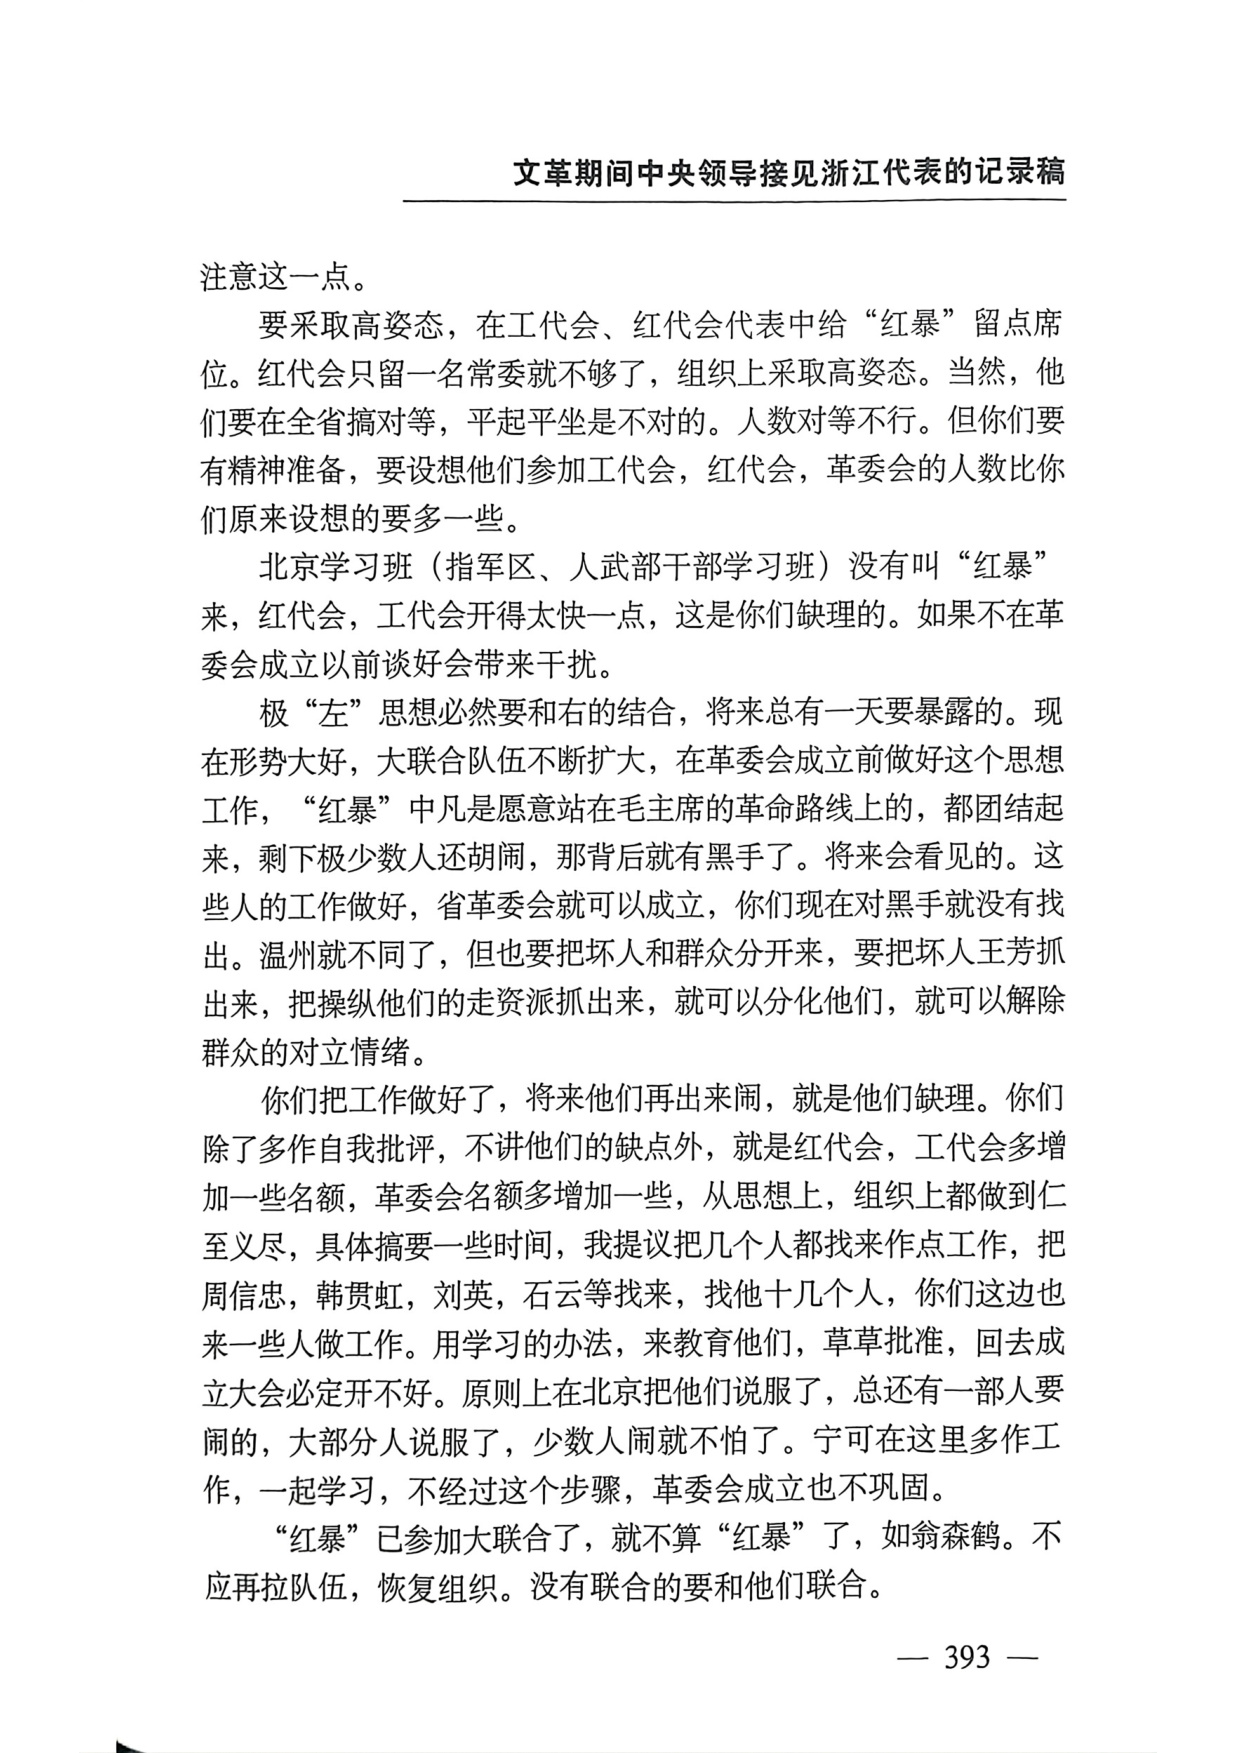 文革期间中央领导接见浙江代表的记录稿
注意这一点。
要采取高姿态，在工代会、红代会代表中给“红暴”留点席
位。红代会只留一名常委就不够了，组织上采取高姿态。当然，他
们要在全省搞对等，平起平坐是不对的。人数对等不行。但你们要
有精神准备，要设想他们参加工代会，红代会，革委会的人数比你
们原来设想的要多一些。
北京学习班（指军区、人武部干部学习班）没有叫“红暴”
来，红代会，工代会开得太快一点，这是你们缺理的。如果不在革
委会成立以前谈好会带来干扰。
极“左”思想必然要和右的结合，将来总有一天要暴露的。现
在形势大好，大联合队伍不断扩大，在革委会成立前做好这个思想
工作，“红暴”中凡是愿意站在毛主席的革命路线上的，都团结起
来，剩下极少数人还胡闹，那背后就有黑手了。将来会看见的。这
些人的工作做好，省革委会就可以成立，你们现在对黑手就没有找
出。温州就不同了，但也要把坏人和群众分开来，要把坏人王芳抓
出来，把操纵他们的走资派抓出来，就可以分化他们，就可以解除
群众的对立情绪。
你们把工作做好了，将来他们再出来闹，就是他们缺理。你们
除了多作自我批评，不讲他们的缺点外，就是红代会，工代会多增
加一些名额，革委会名额多增加一些，从思想上，组织上都做到仁
至义尽，具体摘要一些时间，我提议把几个人都找来作点工作，把
周信忠，韩贯虹，刘英，石云等找来，找他十几个人，你们这边也
来一些人做工作。用学习的办法，来教育他们，草草批准，回去成
立大会必定开不好。原则上在北京把他们说服了，总还有一部人要
闹的，大部分人说服了，少数人闹就不怕了。宁可在这里多作工
作，一起学习，不经过这个步骤，革委会成立也不巩固。
“红暴”已参加大联合了，就不算“红暴”了，如翁森鹤。不
应再拉队伍，恢复组织。没有联合的要和他们联合。
— 393 —